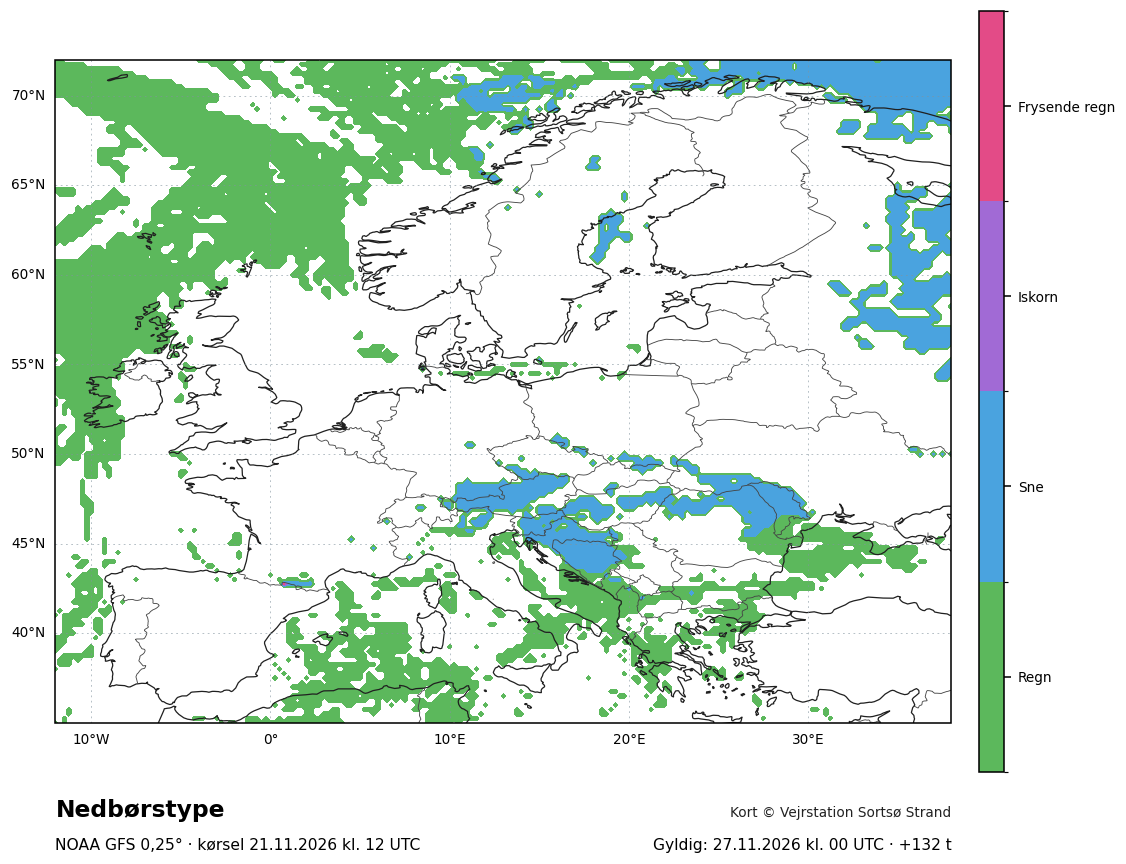 Frysende regn
Iskorn
Sne
Regn
70°N
65°N
60°N
55°N
50°N
45°N
40°N
10°W
0°
10°E
20°E
30°E
Nedbørstype
Kort © Vejrstation Sortsø Strand
NOAA GFS 0,25° · kørsel 21.11.2026 kl. 12 UTC
Gyldig: 27.11.2026 kl. 00 UTC · +132 t